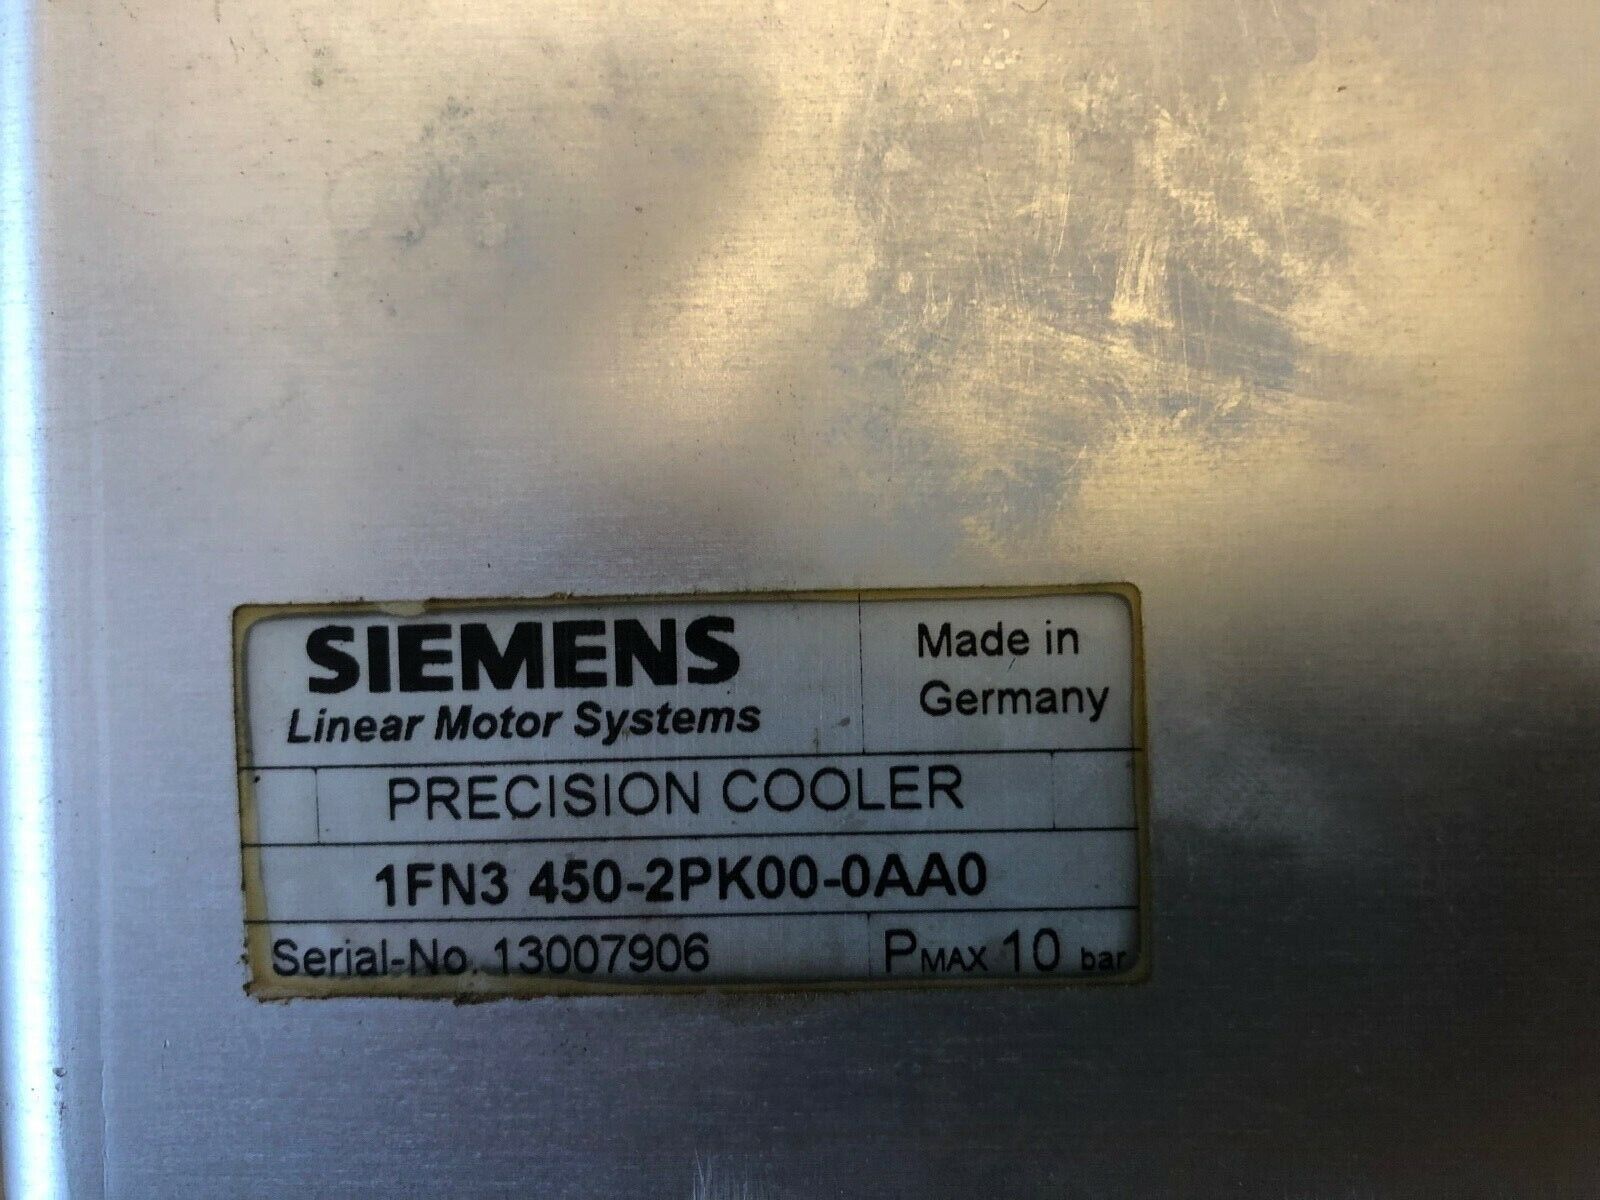 SIEMENS
Linear Motor Systems
Made in
Germany
PRECISION COOLER
1FN3 450-2PK00-0AA0
Serial-No. 13007906
PMAX 10 bar